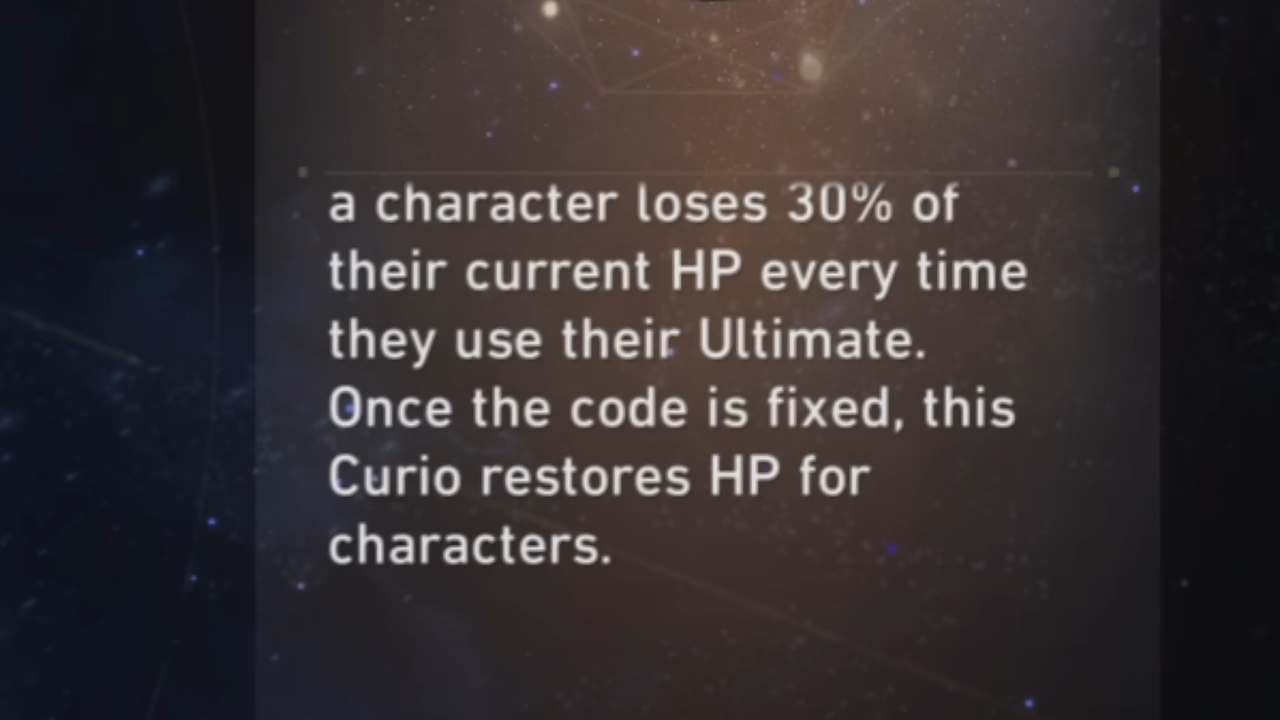 a character loses 30% of
their current HP every time
they use their Ultimate.
Once the code is fixed, this
Curio restores HP for
characters.